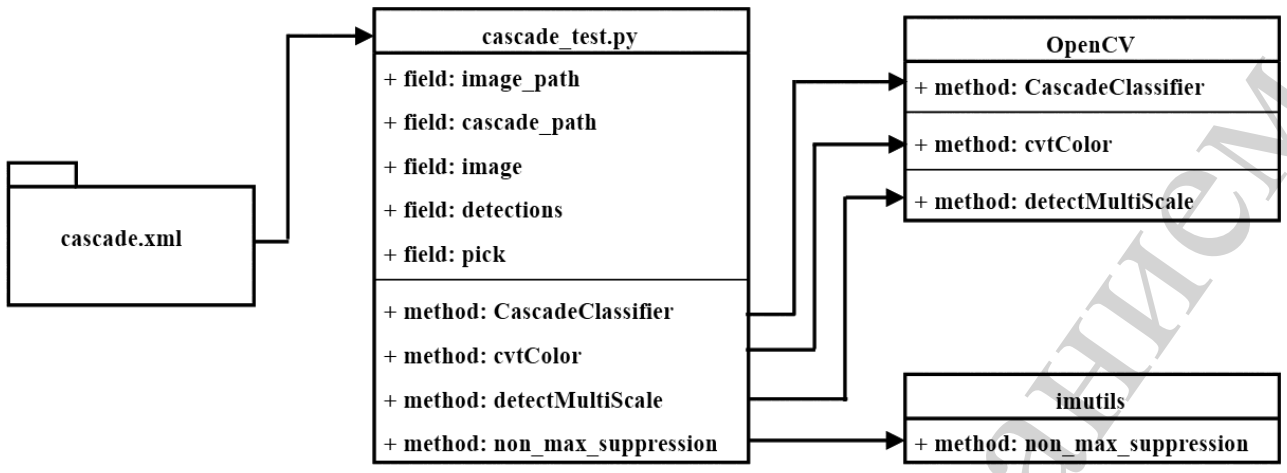 cascade.xml
cascade_test.py
+ field: image_path
+ field: cascade_path
+ field: image
+ field: detections
+ field: pick
+ method: CascadeClassifier
+ method: cvtColor
+ method: detectMultiScale
+ method: non_max_suppression
OpenCV
+ method: CascadeClassifier
+ method: cvtColor
+ method: detectMultiScale
imutils
+ method: non_max_suppression
анием